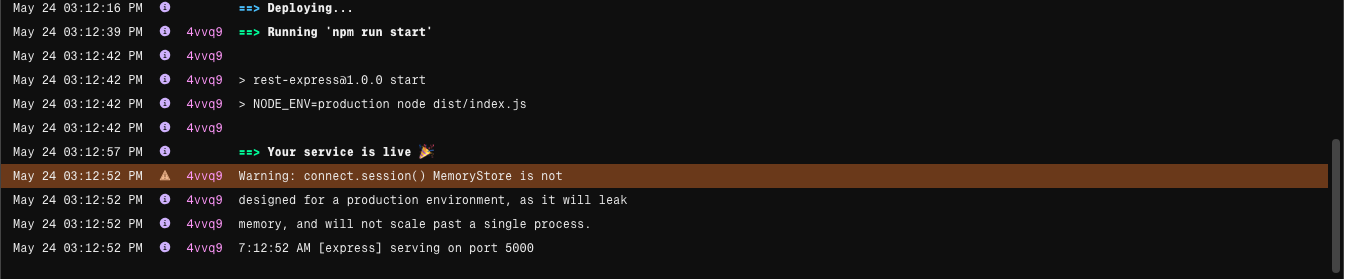 May 24 03:12:16 PM ==> Deploying...
May 24 03:12:39 PM 4vvq9 ==> Running 'npm run start'
May 24 03:12:42 PM 4vvq9
May 24 03:12:42 PM 4vvq9 > rest-express@1.0.0 start
May 24 03:12:42 PM 4vvq9 > NODE_ENV=production node dist/index.js
May 24 03:12:42 PM 4vvq9
May 24 03:12:57 PM ==> Your service is live 🎉
May 24 03:12:52 PM 4vvq9 Warning: connect.session() MemoryStore is not
May 24 03:12:52 PM 4vvq9 designed for a production environment, as it will leak
May 24 03:12:52 PM 4vvq9 memory, and will not scale past a single process.
May 24 03:12:52 PM 4vvq9 7:12:52 AM [express] serving on port 5000